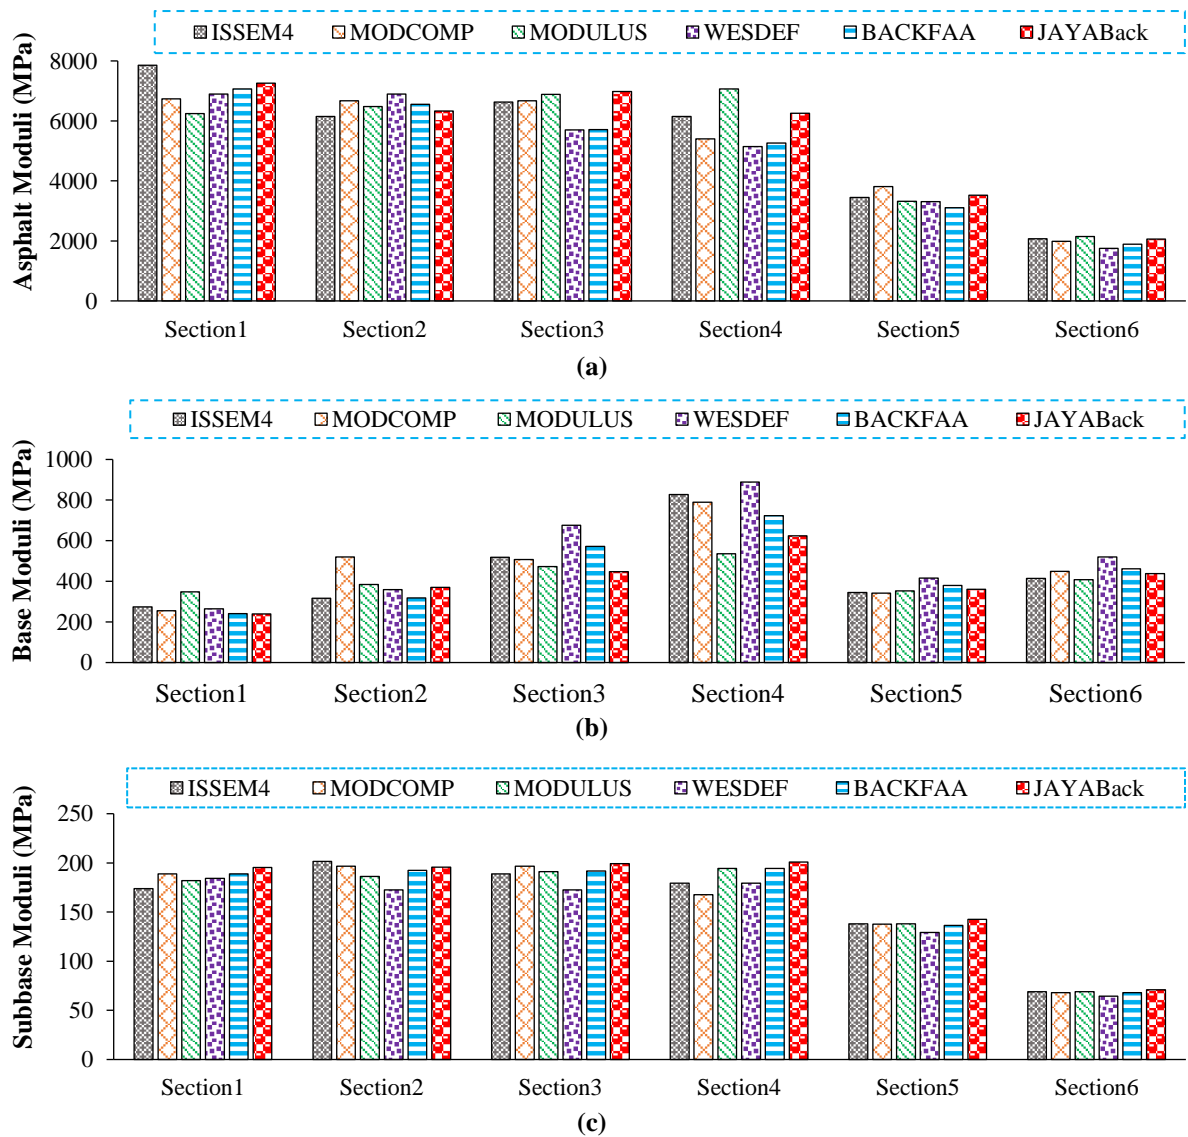 ISSEM4 MODCOMP MODULUS WESDEF BACKFAA JAYABack
Asphalt Moduli (MPa)
8000
6000
4000
2000
0
Section1 Section2 Section3 Section4 Section5 Section6
(a)
ISSEM4 MODCOMP MODULUS WESDEF BACKFAA JAYABack
Base Moduli (MPa)
1000
800
600
400
200
0
Section1 Section2 Section3 Section4 Section5 Section6
(b)
ISSEM4 MODCOMP MODULUS WESDEF BACKFAA JAYABack
Subbase Moduli (MPa)
250
200
150
100
50
0
Section1 Section2 Section3 Section4 Section5 Section6
(c)